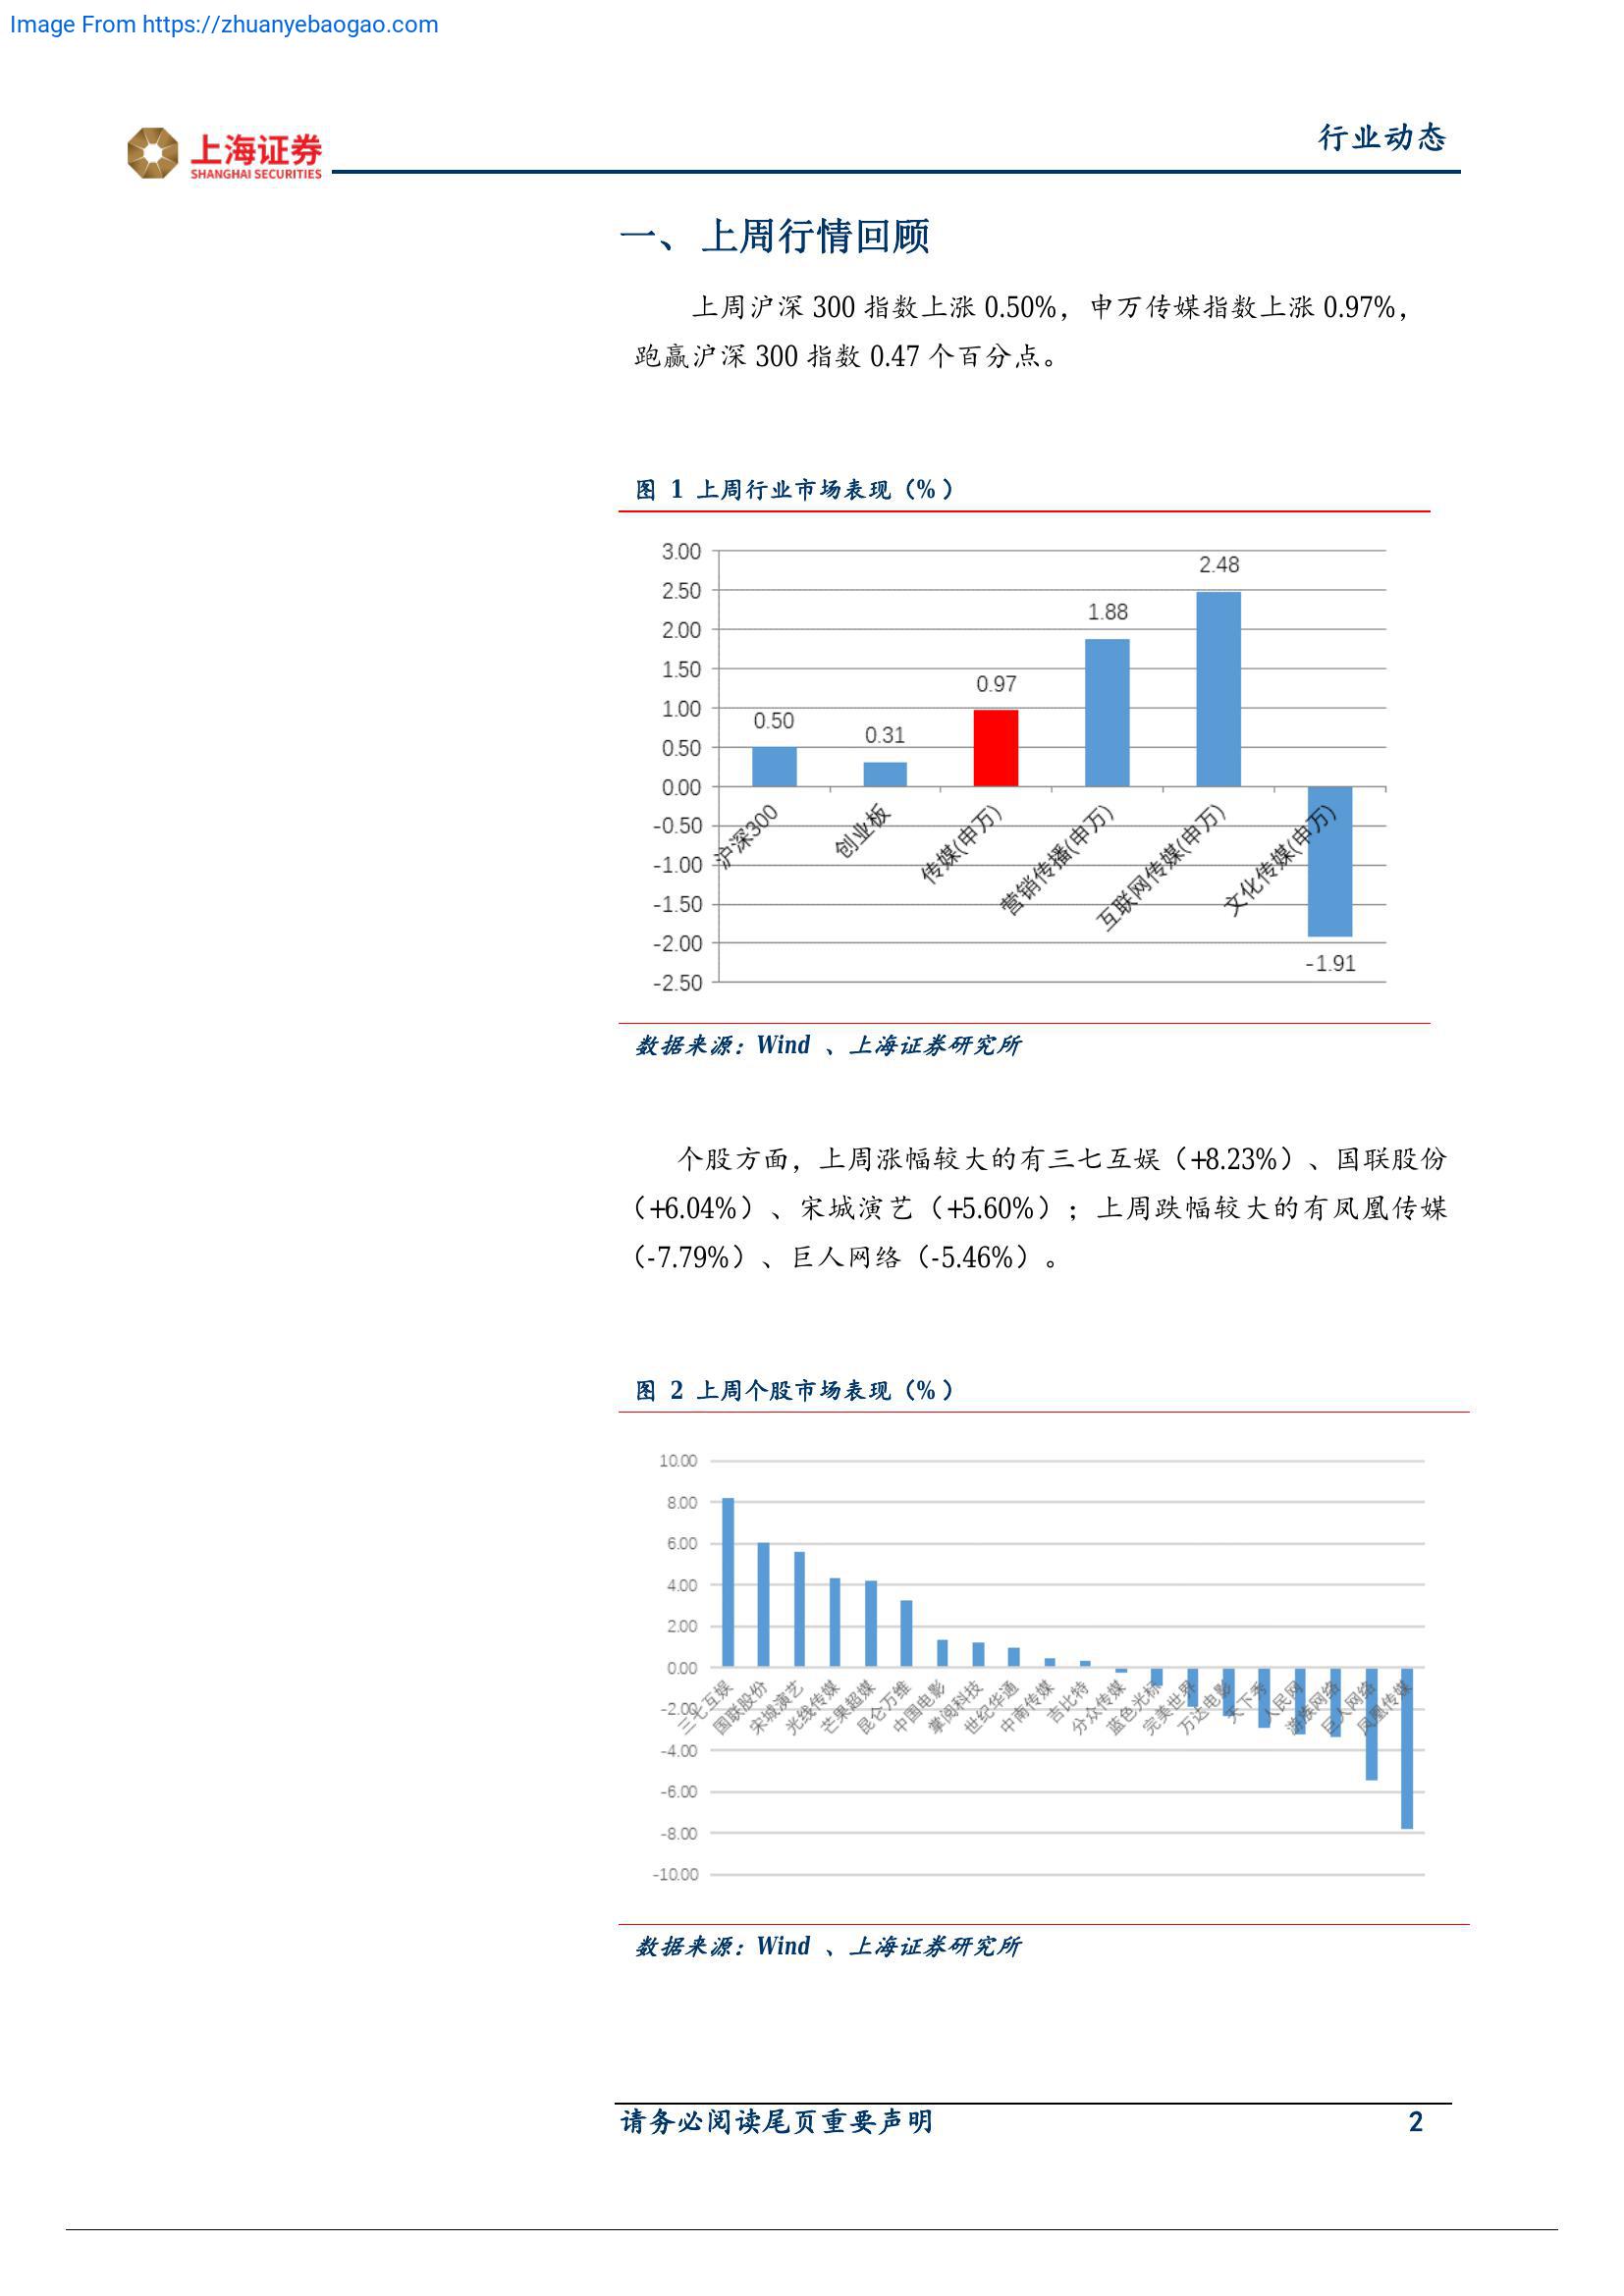 Image From https://zhuanyebaogao.com
上海证券
SHANGHAI SECURITIES
行业动态
一、 上周行情回顾
上周沪深 300 指数上涨 0.50%，申万传媒指数上涨 0.97%，
跑赢沪深 300 指数 0.47 个百分点。
图 1 上周行业市场表现（%）
3.00
2.50
2.00
1.50
1.00
0.50
0.00
-0.50
-1.00
-1.50
-2.00
-2.50
0.50
0.31
0.97
1.88
2.48
-1.91
沪深300
创业板
传媒(申万)
营销传播(申万)
互联网传媒(申万)
文化传媒(申万)
数据来源：Wind 、上海证券研究所
个股方面，上周涨幅较大的有三七互娱（+8.23%）、国联股份
（+6.04%）、宋城演艺（+5.60%）；上周跌幅较大的有凤凰传媒
（-7.79%）、巨人网络（-5.46%）。
图 2 上周个股市场表现（%）
10.00
8.00
6.00
4.00
2.00
0.00
-2.00
-4.00
-6.00
-8.00
-10.00
三七互娱
国联股份
宋城演艺
光线传媒
芒果超媒
昆仑万维
中国电影
掌阅科技
世纪华通
中南传媒
吉比特
分众传媒
蓝色光标
完美世界
万达电影
天下秀
人民网
游族网络
巨人网络
凤凰传媒
数据来源：Wind 、上海证券研究所
请务必阅读尾页重要声明
2